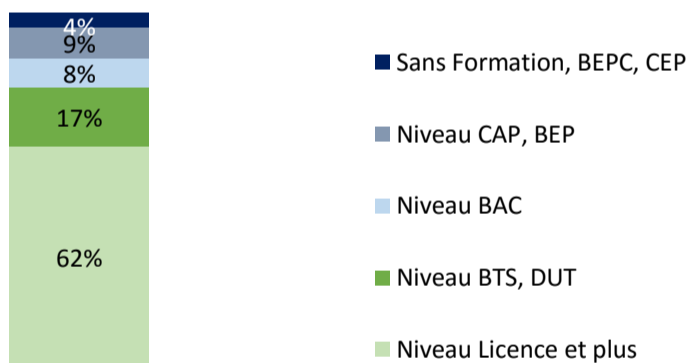 4%
9%
8%
17%
62%
Sans Formation, BEPC, CEP
Niveau CAP, BEP
Niveau BAC
Niveau BTS, DUT
Niveau Licence et plus